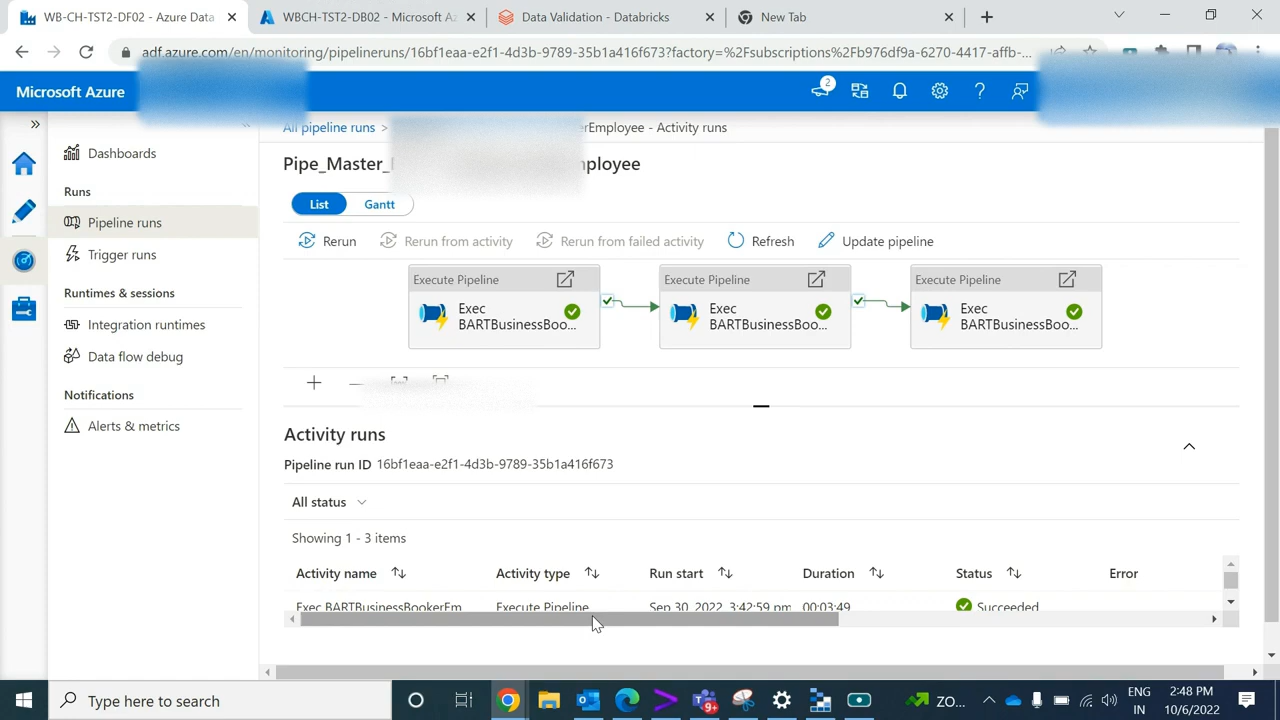 WB-CH-TST2-DF02 - Azure Data
WBCH-TST2-DB02 - Microsoft Az
Data Validation - Databricks
New Tab
adf.azure.com/en/monitoring/pipelineruns/16bf1eaa-e2f1-4d3b-9789-35b1a416f673?factory=%2Fsubscriptions%2Fb976df9a-6270-4417-affb-...
Microsoft Azure
2
All pipeline runs > erEmployee - Activity runs
Dashboards
Pipe_Master_ nployee
Runs
List
Gantt
Pipeline runs
Rerun
Rerun from activity
Rerun from failed activity
Refresh
Update pipeline
Trigger runs
Execute Pipeline
Execute Pipeline
Execute Pipeline
Runtimes & sessions
Exec
BARTBusinessBoo...
Exec
BARTBusinessBoo...
Exec
BARTBusinessBoo...
Integration runtimes
Data flow debug
Notifications
Alerts & metrics
Activity runs
Pipeline run ID 16bf1eaa-e2f1-4d3b-9789-35b1a416f673
All status
Showing 1 - 3 items
Activity name
Activity type
Run start
Duration
Status
Error
Exec BARTBusinessBookerEm
Execute Pipeline
Sep 30, 2022, 3:42:59 pm
00:03:49
Succeeded
Type here to search
9+
ZO...
ENG
IN
2:48 PM
10/6/2022